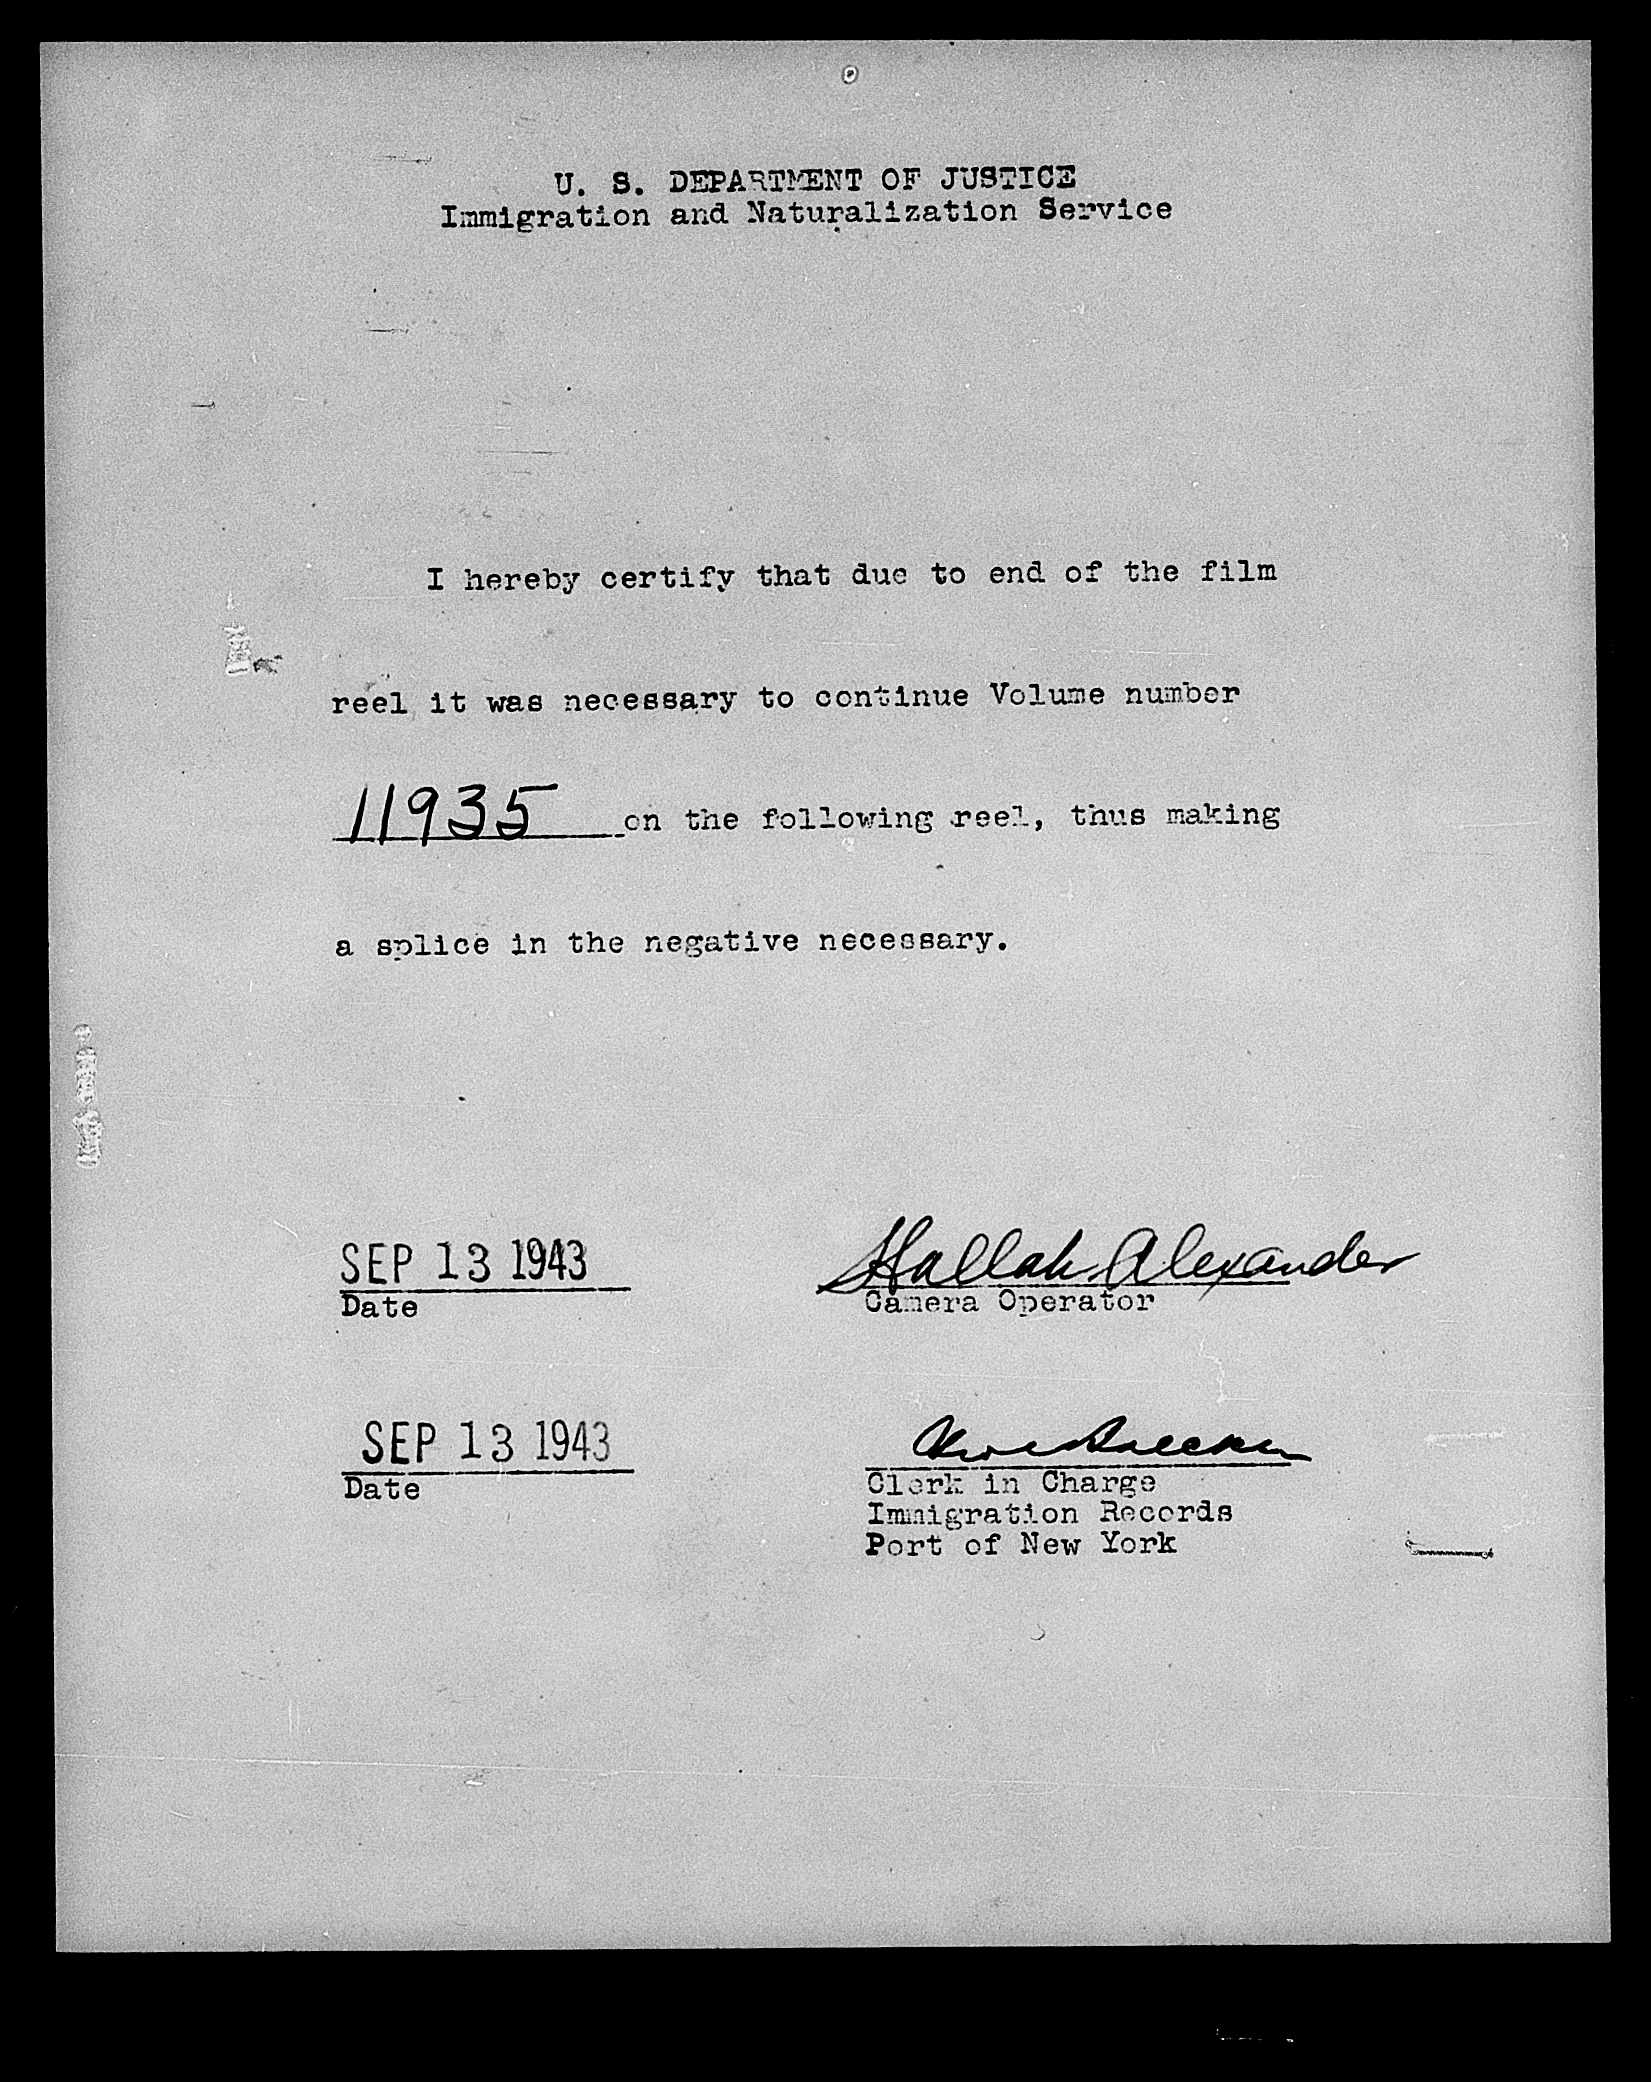 U. S. DEPARTMENT OF JUSTICE
Immigration and Naturalization Service
I hereby certify that due to end of the film
reel it was necessary to continue Volume number
11935 on the following reel, thus making
a splice in the negative necessary.
SEP 13 1943 Hallah Alexander
Date Camera Operator
SEP 13 1943
Date Clerk in Charge
Immigration Records
Port of New York